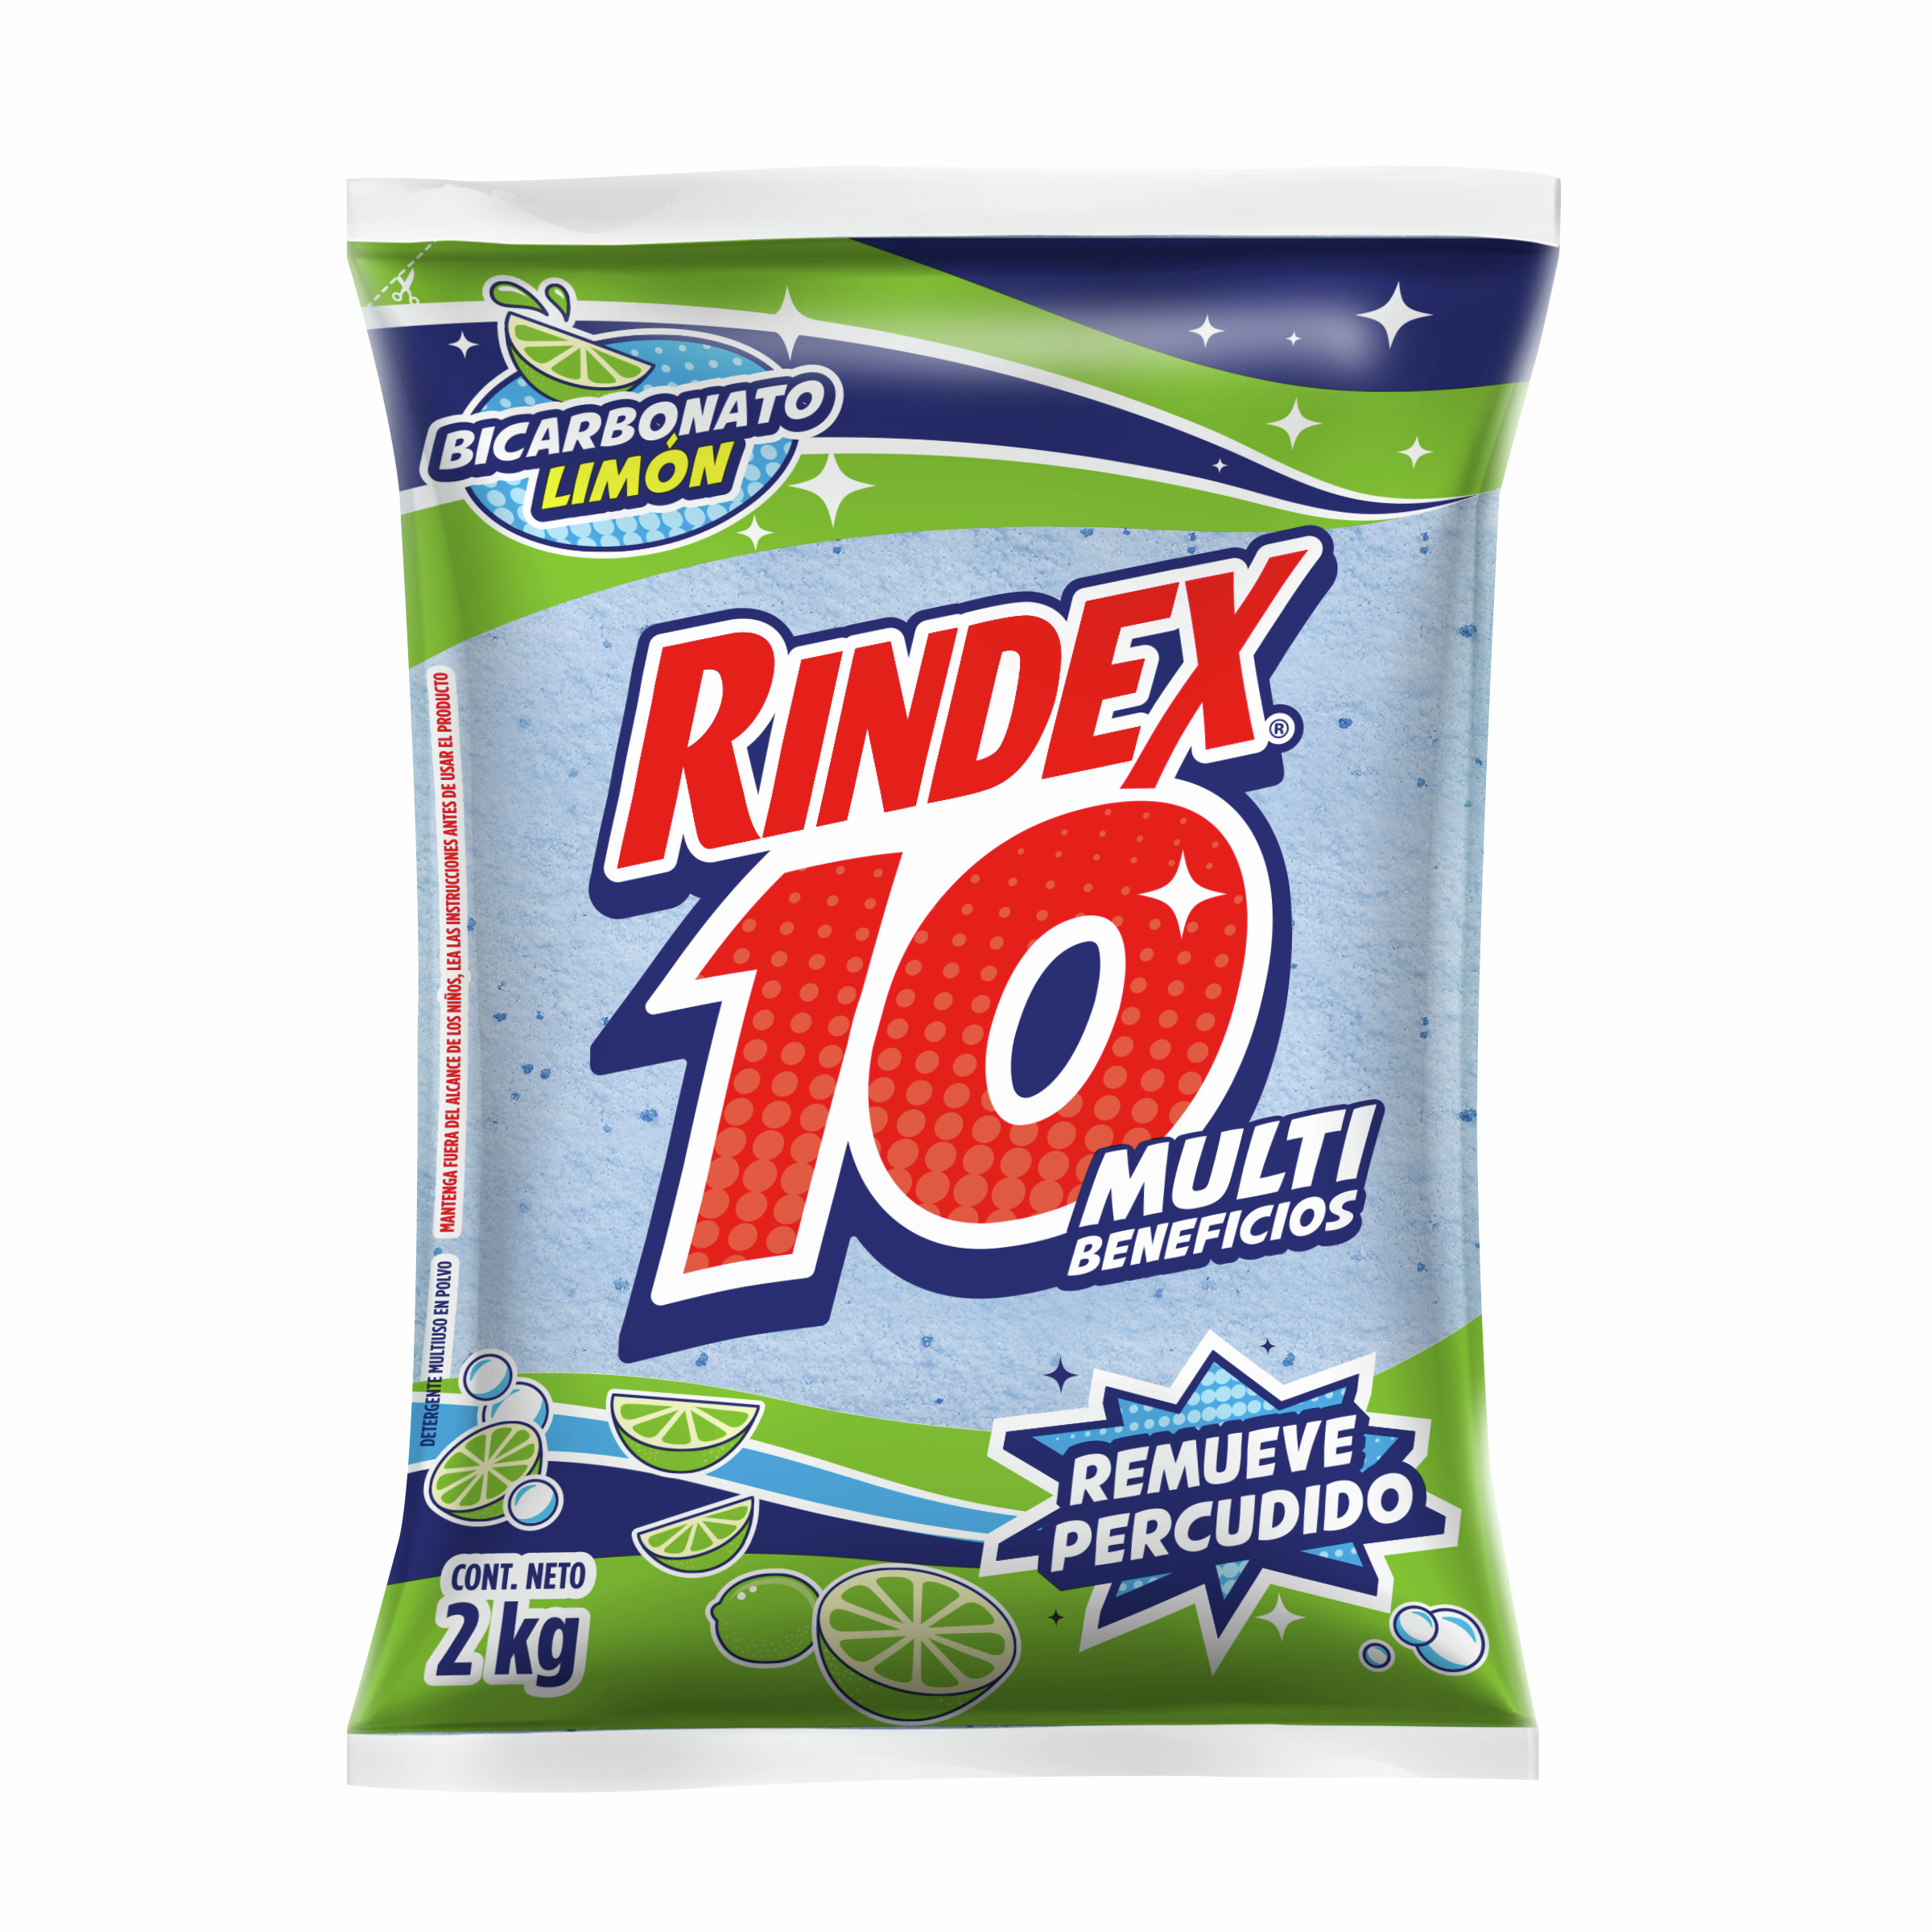 BICARBONATO
LIMÓN
RINDEX
®
10
MULTI
BENEFICIOS
MANTENGA FUERA DEL ALCANCE DE LOS NIÑOS, LEA LAS INSTRUCCIONES ANTES DE USAR EL PRODUCTO
DETERGENTE MULTIUSO EN POLVO
REMUEVE
PERCUDIDO
CONT. NETO
2 kg